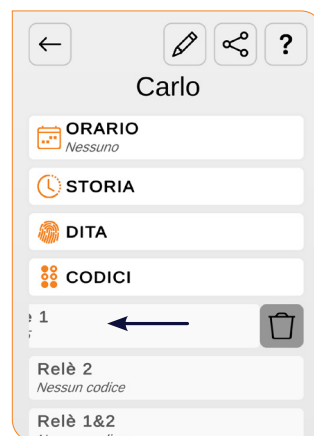 ?
Carlo
ORARIO
Nessuno
STORIA
DITA
CODICI
1
Relè 2
Nessun codice
Relè 1&2